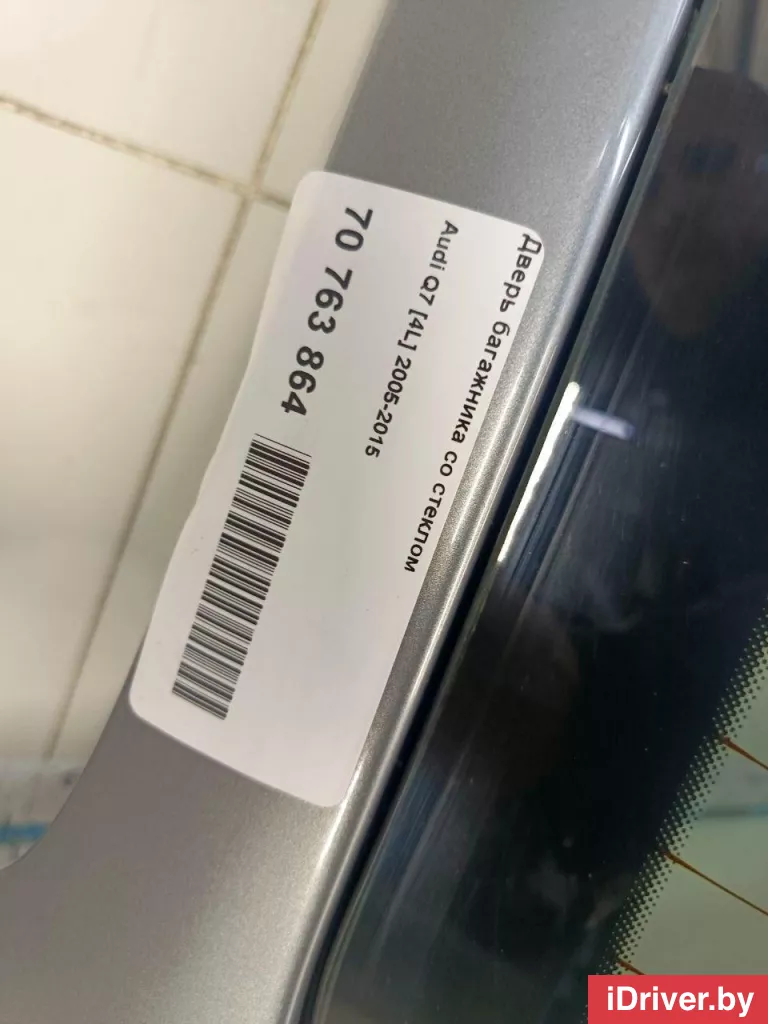 Дверь багажника со стеклом
Audi Q7 [4L] 2005-2015
70 763 864
iDriver.by